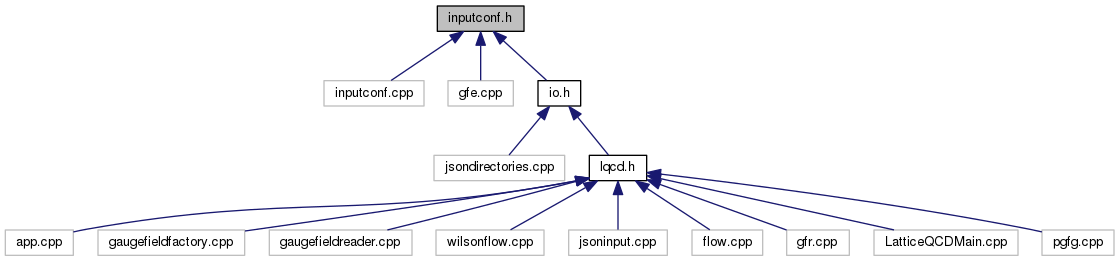 inputconf.h
inputconf.cpp
gfe.cpp
io.h
jsondirectories.cpp
lqcd.h
app.cpp
gaugefieldfactory.cpp
gaugefieldreader.cpp
wilsonflow.cpp
jsoninput.cpp
flow.cpp
gfr.cpp
LatticeQCDMain.cpp
pgfg.cpp